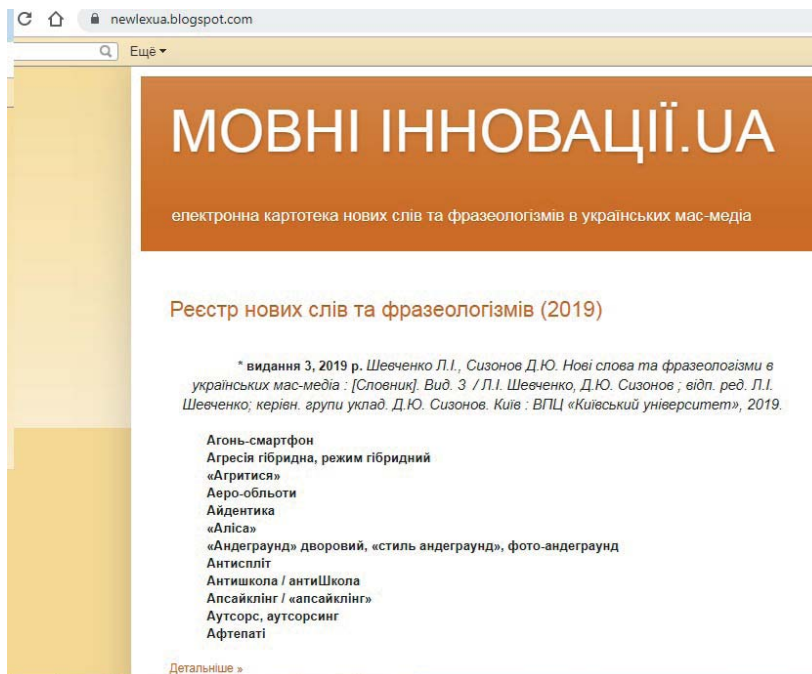 newlexua.blogspot.com
Ещё
МОВНІ ІННОВАЦІЇ.UA
електронна картотека нових слів та фразеологізмів в українських мас-медіа
Реєстр нових слів та фразеологізмів (2019)
* видання 3, 2019 р. Шевченко Л.І., Сизонов Д.Ю. Нові слова та фразеологізми в
українських мас-медіа : [Словник]. Вид. 3 / Л.І. Шевченко, Д.Ю. Сизонов ; відп. ред. Л.І.
Шевченко; керівн. групи уклад. Д.Ю. Сизонов. Київ : ВПЦ «Київський університет», 2019.
Агонь-смартфон
Агресія гібридна, режим гібридний
«Агритися»
Аеро-обльоти
Айдентика
«Аліса»
«Андеграунд» дворовий, «стиль андеграунд», фото-андеграунд
Антиспліт
Антишкола / антиШкола
Апсайклінг / «апсайклінг»
Аутсорс, аутсорсинг
Афтепаті
Детальніше »